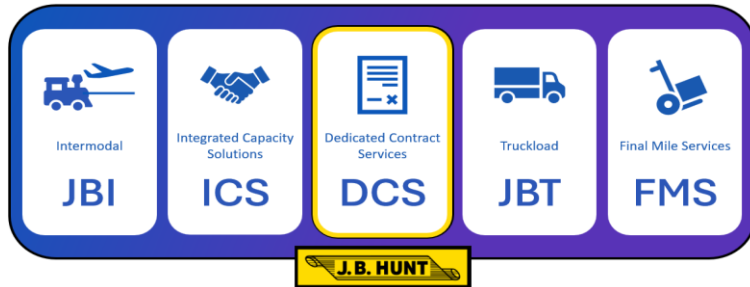 Intermodal
JBI
Integrated Capacity
Solutions
ICS
Dedicated Contract
Services
DCS
Truckload
JBT
Final Mile Services
FMS
J.B. HUNT